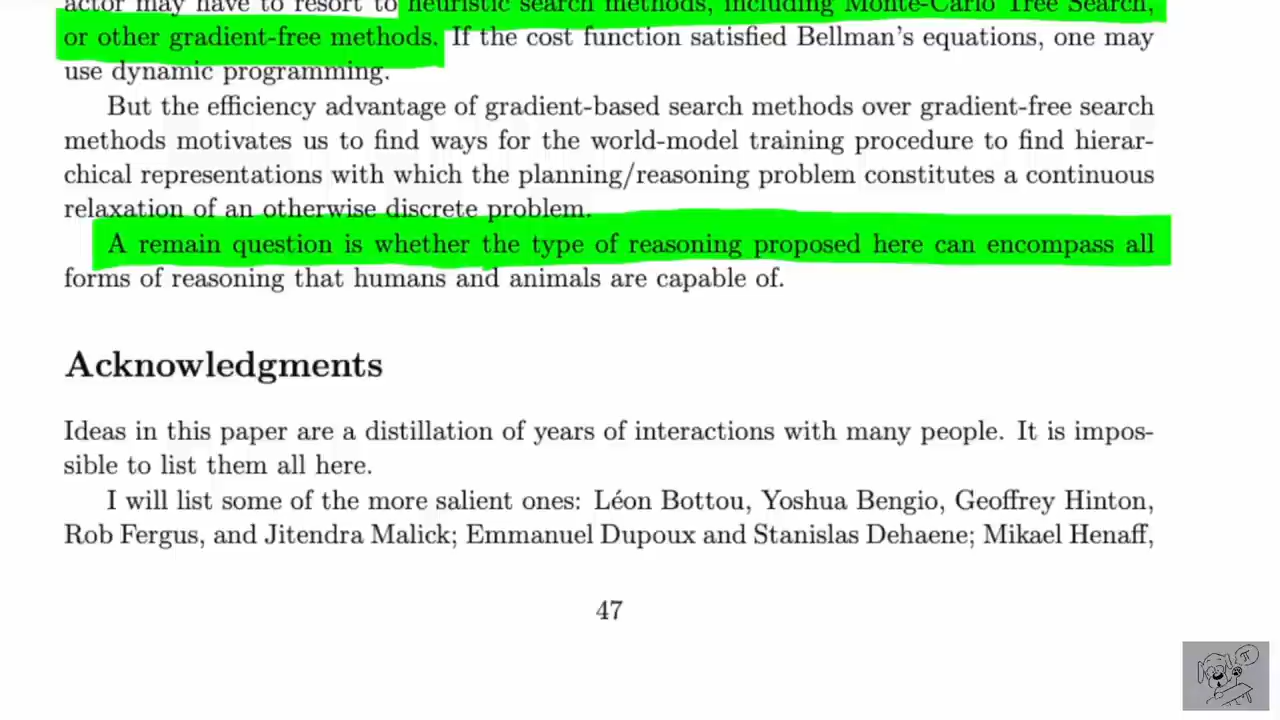 actor may have to resort to heuristic search methods, including Monte-Carlo Tree Search,
or other gradient-free methods. If the cost function satisfied Bellman's equations, one may
use dynamic programming.
But the efficiency advantage of gradient-based search methods over gradient-free search
methods motivates us to find ways for the world-model training procedure to find hierar-
chical representations with which the planning/reasoning problem constitutes a continuous
relaxation of an otherwise discrete problem.
A remain question is whether the type of reasoning proposed here can encompass all
forms of reasoning that humans and animals are capable of.
Acknowledgments
Ideas in this paper are a distillation of years of interactions with many people. It is impos-
sible to list them all here.
I will list some of the more salient ones: Léon Bottou, Yoshua Bengio, Geoffrey Hinton,
Rob Fergus, and Jitendra Malick; Emmanuel Dupoux and Stanislas Dehaene; Mikael Henaff,
47
π